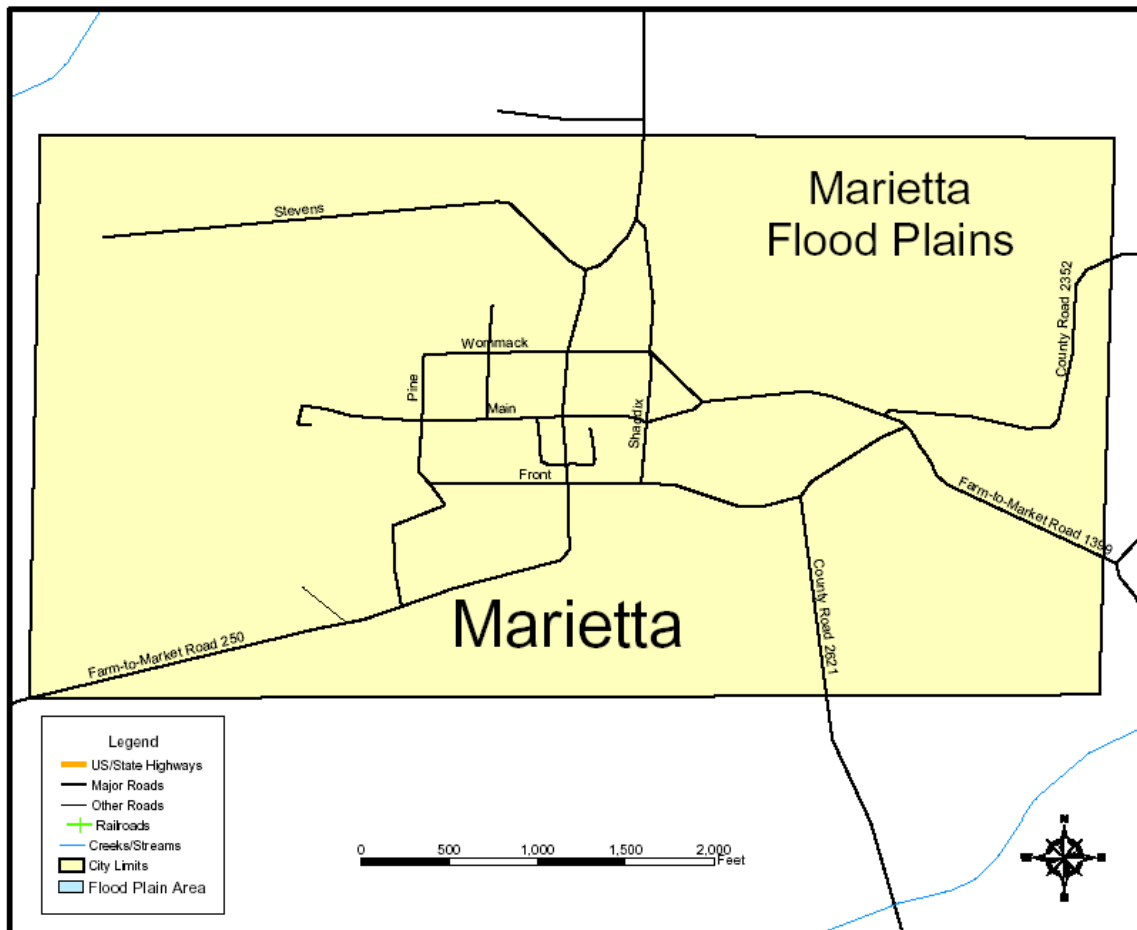 Marietta
Flood Plains
Stevens
County Road 2352
Wommack
Pine
Main
Shaddix
Front
Farm-to-Market Road 1399
County Road 2621
Marietta
Farm-to-Market Road 250
Legend
US/State Highways
Major Roads
Other Roads
Railroads
Creeks/Streams
City Limits
Flood Plain Area
0 500 1,000 1,500 2,000
Feet
N
W E
S